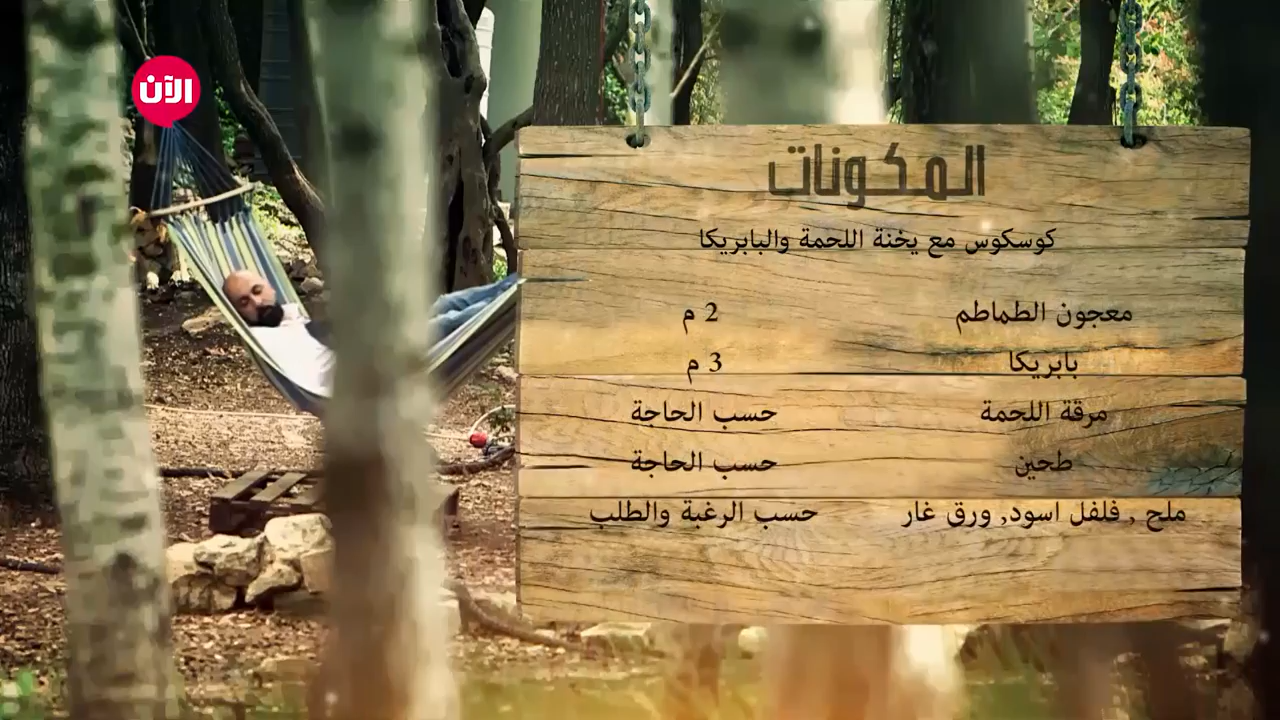 الآن
المكونات
كوسكوس مع يخنة اللحمة والبابريكا
معجون الطماطم 2 م
بابريكا 3 م
مرقة اللحمة حسب الحاجة
طحين حسب الحاجة
ملح , فلفل اسود, ورق غار حسب الرغبة والطلب